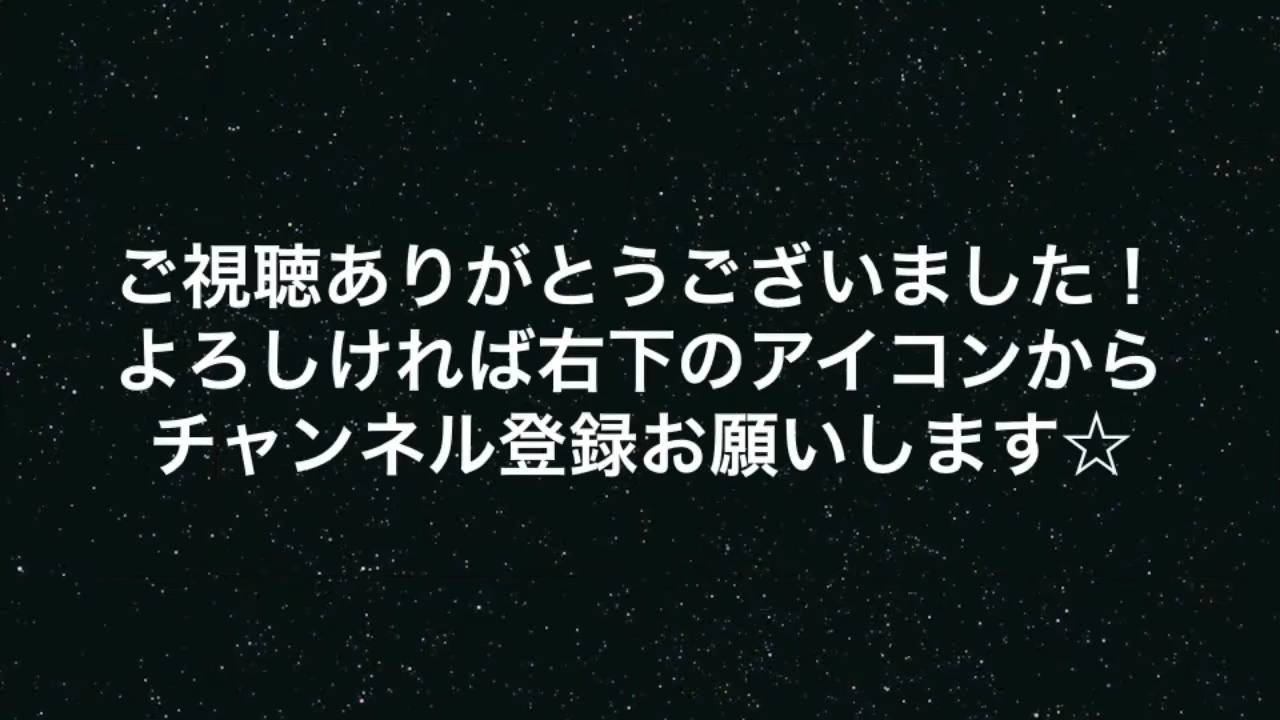 ご視聴ありがとうございました！
よろしければ右下のアイコンから
チャンネル登録お願いします☆